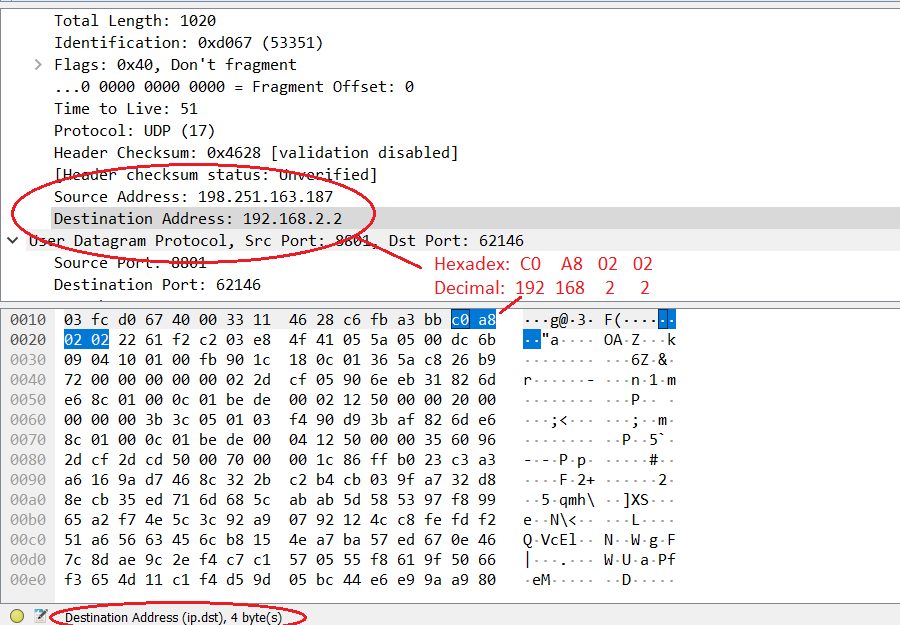 Total Length: 1020
Identification: 0xd067 (53351)
Flags: 0x40, Don't fragment
...0 0000 0000 0000 = Fragment Offset: 0
Time to Live: 51
Protocol: UDP (17)
Header Checksum: 0x4628 [validation disabled]
[Header checksum status: Unverified]
Source Address: 198.251.163.187
Destination Address: 192.168.2.2
User Datagram Protocol, Src Port: 8801, Dst Port: 62146
Source Port: 8801
Hexadex: C0 A8 02 02
Destination Port: 62146
Decimal: 192 168 2 2
0010 03 fc d0 67 40 00 33 11 46 28 c6 fb a3 bb c0 a8 ···g@·3· F(······
0020 02 02 22 61 f2 c2 03 e8 4f 41 05 5a 05 00 dc 6b ··"a···· OA·Z···k
0030 09 04 10 01 00 fb 90 1c 18 0c 01 36 5a c8 26 b9 ········ ···6Z·&·
0040 72 00 00 00 00 00 02 2d cf 05 90 6e eb 31 82 6d r······- ···n·1·m
0050 e6 8c 01 00 0c 01 be de 00 02 12 50 00 00 20 00 ········ ···P·· ·
0060 00 00 00 3b 3c 05 01 03 f4 90 d9 3b af 82 6d e6 ···;<··· ···;··m·
0070 8c 01 00 0c 01 be de 00 04 12 50 00 00 35 60 96 ········ ··P··5`·
0080 2d cf 2d cd 50 00 70 00 00 1c 86 ff b0 23 c3 a3 -·-·P·p· ·····#··
0090 a6 16 9a d7 46 8c 32 2b c2 b4 cb 03 9f a7 32 d8 ····F·2+ ······2·
00a0 8e cb 35 ed 71 6d 68 5c ab ab 5d 58 53 97 f8 99 ··5·qmh\ ··]XS···
00b0 65 a2 f7 4e 5c 3c 92 a9 07 92 12 4c c8 fe fd f2 e··N\<·· ···L····
00c0 51 a6 56 63 45 6c b8 15 4e a7 ba 57 ed 67 0e 46 Q·VcEl·· N··W·g·F
00d0 7c 8d ae 9c 2e f4 c7 c1 57 05 55 f8 61 9f 50 66 |···.··· W·U·a·Pf
00e0 f3 65 4d 11 c1 f4 d5 9d 05 bc 44 e6 e9 9a a9 80 ·eM····· ··D·····
Destination Address (ip.dst), 4 byte(s)